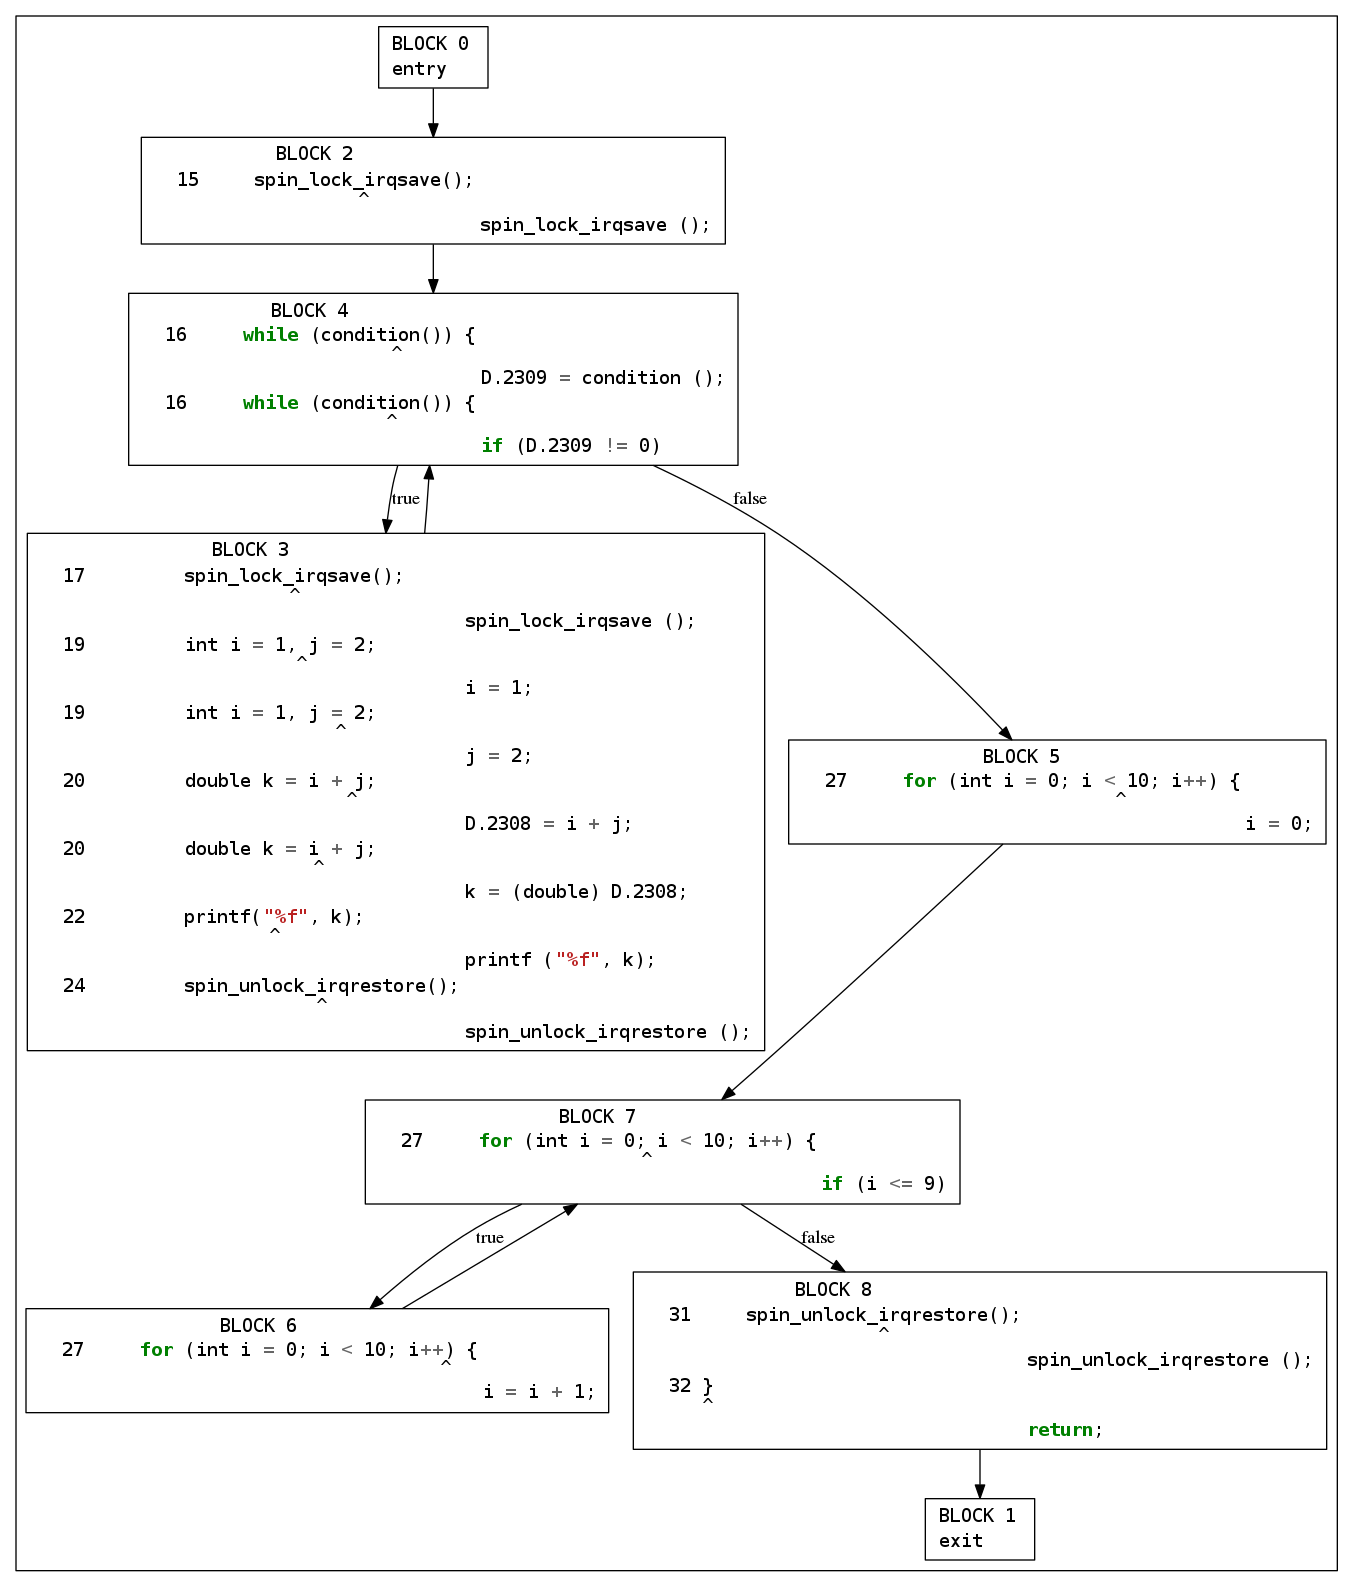 BLOCK 0
entry
BLOCK 2
15 spin_lock_irqsave();
^
spin_lock_irqsave ();
BLOCK 4
16 while (condition()) {
^
D.2309 = condition ();
16 while (condition()) {
^
if (D.2309 != 0)
true
false
BLOCK 3
17 spin_lock_irqsave();
^
spin_lock_irqsave ();
19 int i = 1, j = 2;
^
i = 1;
19 int i = 1, j = 2;
^
j = 2;
20 double k = i + j;
^
D.2308 = i + j;
20 double k = i + j;
^
k = (double) D.2308;
22 printf("%f", k);
^
printf ("%f", k);
24 spin_unlock_irqrestore();
^
spin_unlock_irqrestore ();
BLOCK 5
27 for (int i = 0; i < 10; i++) {
^
i = 0;
BLOCK 7
27 for (int i = 0; i < 10; i++) {
^
if (i <= 9)
true
false
BLOCK 6
27 for (int i = 0; i < 10; i++) {
^
i = i + 1;
BLOCK 8
31 spin_unlock_irqrestore();
^
spin_unlock_irqrestore ();
32 }
^
return;
BLOCK 1
exit